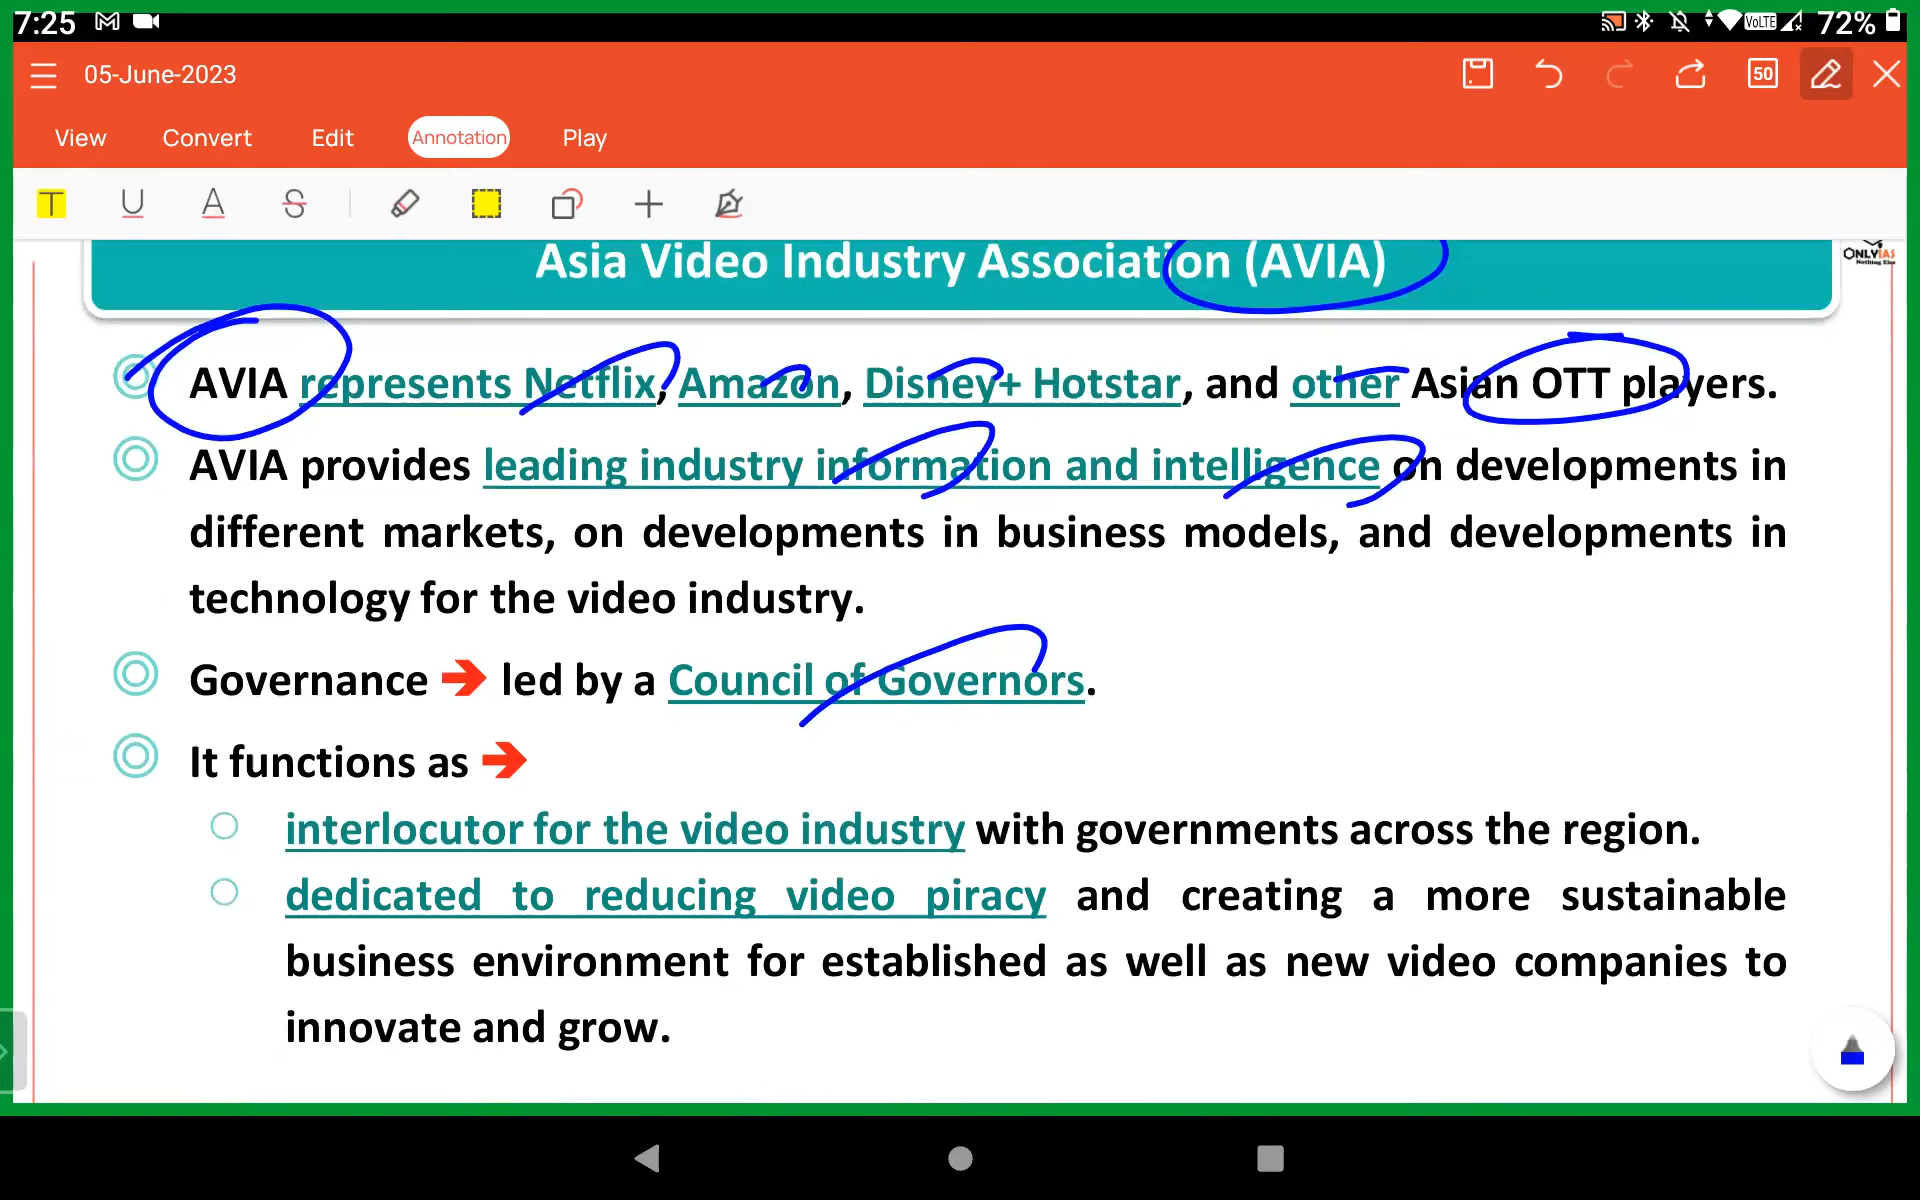 7:25
VoLTE
72%
05-June-2023
50
View Convert Edit Annotation Play
T U A S
Asia Video Industry Association (AVIA)
ONLYIAS
Nothing Else
AVIA represents Netflix, Amazon, Disney+ Hotstar, and other Asian OTT players.
AVIA provides leading industry information and intelligence on developments in
different markets, on developments in business models, and developments in
technology for the video industry.
Governance ➔ led by a Council of Governors.
It functions as ➔
interlocutor for the video industry with governments across the region.
dedicated to reducing video piracy and creating a more sustainable
business environment for established as well as new video companies to
innovate and grow.